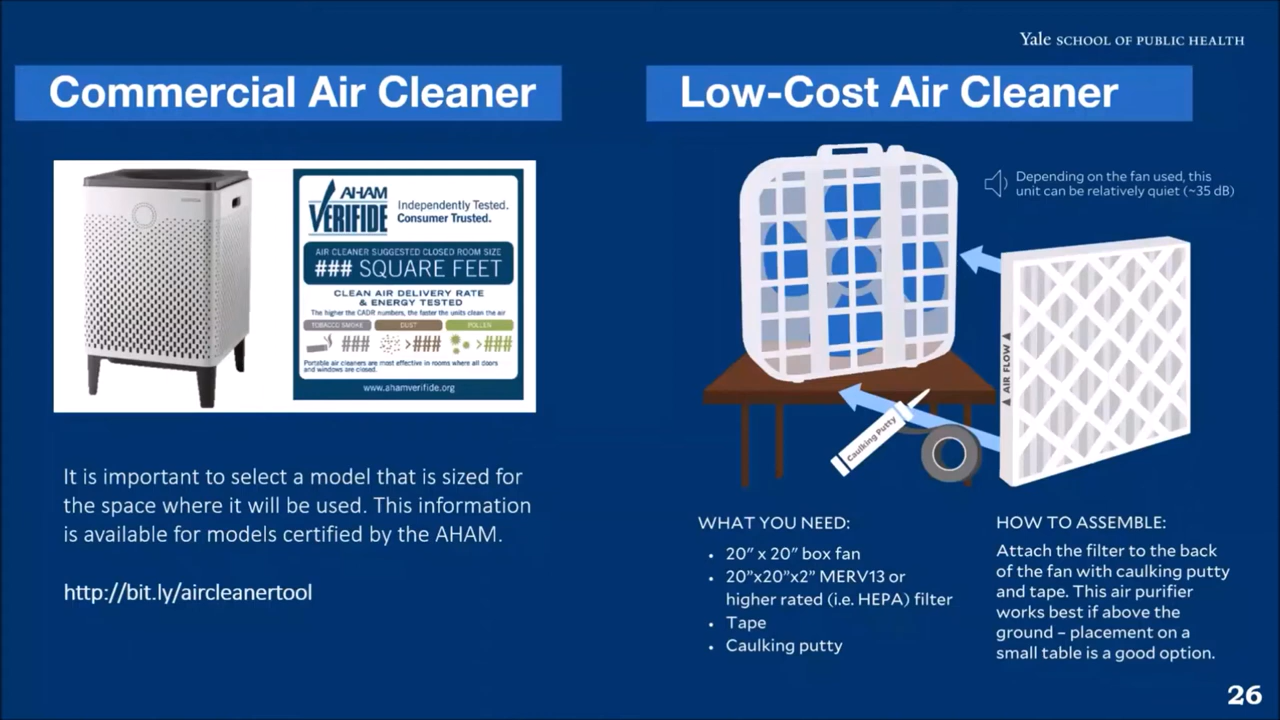 Yale SCHOOL OF PUBLIC HEALTH
Commercial Air Cleaner
AHAM
VERIFIDE
Independently Tested.
Consumer Trusted.
AIR CLEANER SUGGESTED CLOSED ROOM SIZE
### SQUARE FEET
CLEAN AIR DELIVERY RATE
& ENERGY TESTED
The higher the CADR numbers, the faster the units clean the air
TOBACCO SMOKE DUST POLLEN
### >### >###
Portable air cleaners are most effective in rooms where all doors
and windows are closed.
www.ahamverifide.org
It is important to select a model that is sized for
the space where it will be used. This information
is available for models certified by the AHAM.
http://bit.ly/aircleanertool
Low-Cost Air Cleaner
Depending on the fan used, this
unit can be relatively quiet (~35 dB)
AIR FLOW
Caulking Putty
WHAT YOU NEED:
• 20" x 20" box fan
• 20"x20"x2" MERV13 or
higher rated (i.e. HEPA) filter
• Tape
• Caulking putty
HOW TO ASSEMBLE:
Attach the filter to the back
of the fan with caulking putty
and tape. This air purifier
works best if above the
ground – placement on a
small table is a good option.
26